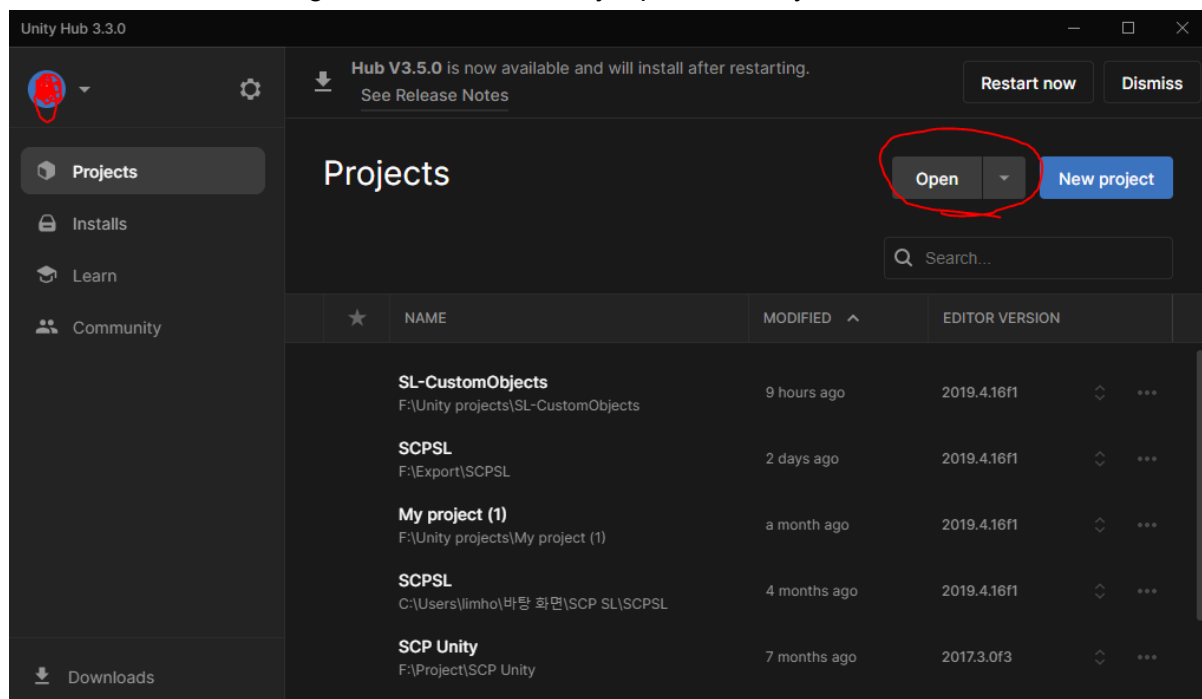 Unity Hub 3.3.0
Hub V3.5.0 is now available and will install after restarting.
See Release Notes
Restart now
Dismiss
Projects
Installs
Learn
Community
Downloads
Projects
Open
New project
Search...
NAME
MODIFIED
EDITOR VERSION
SL-CustomObjects
F:\Unity projects\SL-CustomObjects
9 hours ago
2019.4.16f1
SCPSL
F:\Export\SCPSL
2 days ago
2019.4.16f1
My project (1)
F:\Unity projects\My project (1)
a month ago
2019.4.16f1
SCPSL
C:\Users\limho\바탕 화면\SCP SL\SCPSL
4 months ago
2019.4.16f1
SCP Unity
F:\Project\SCP Unity
7 months ago
2017.3.0f3